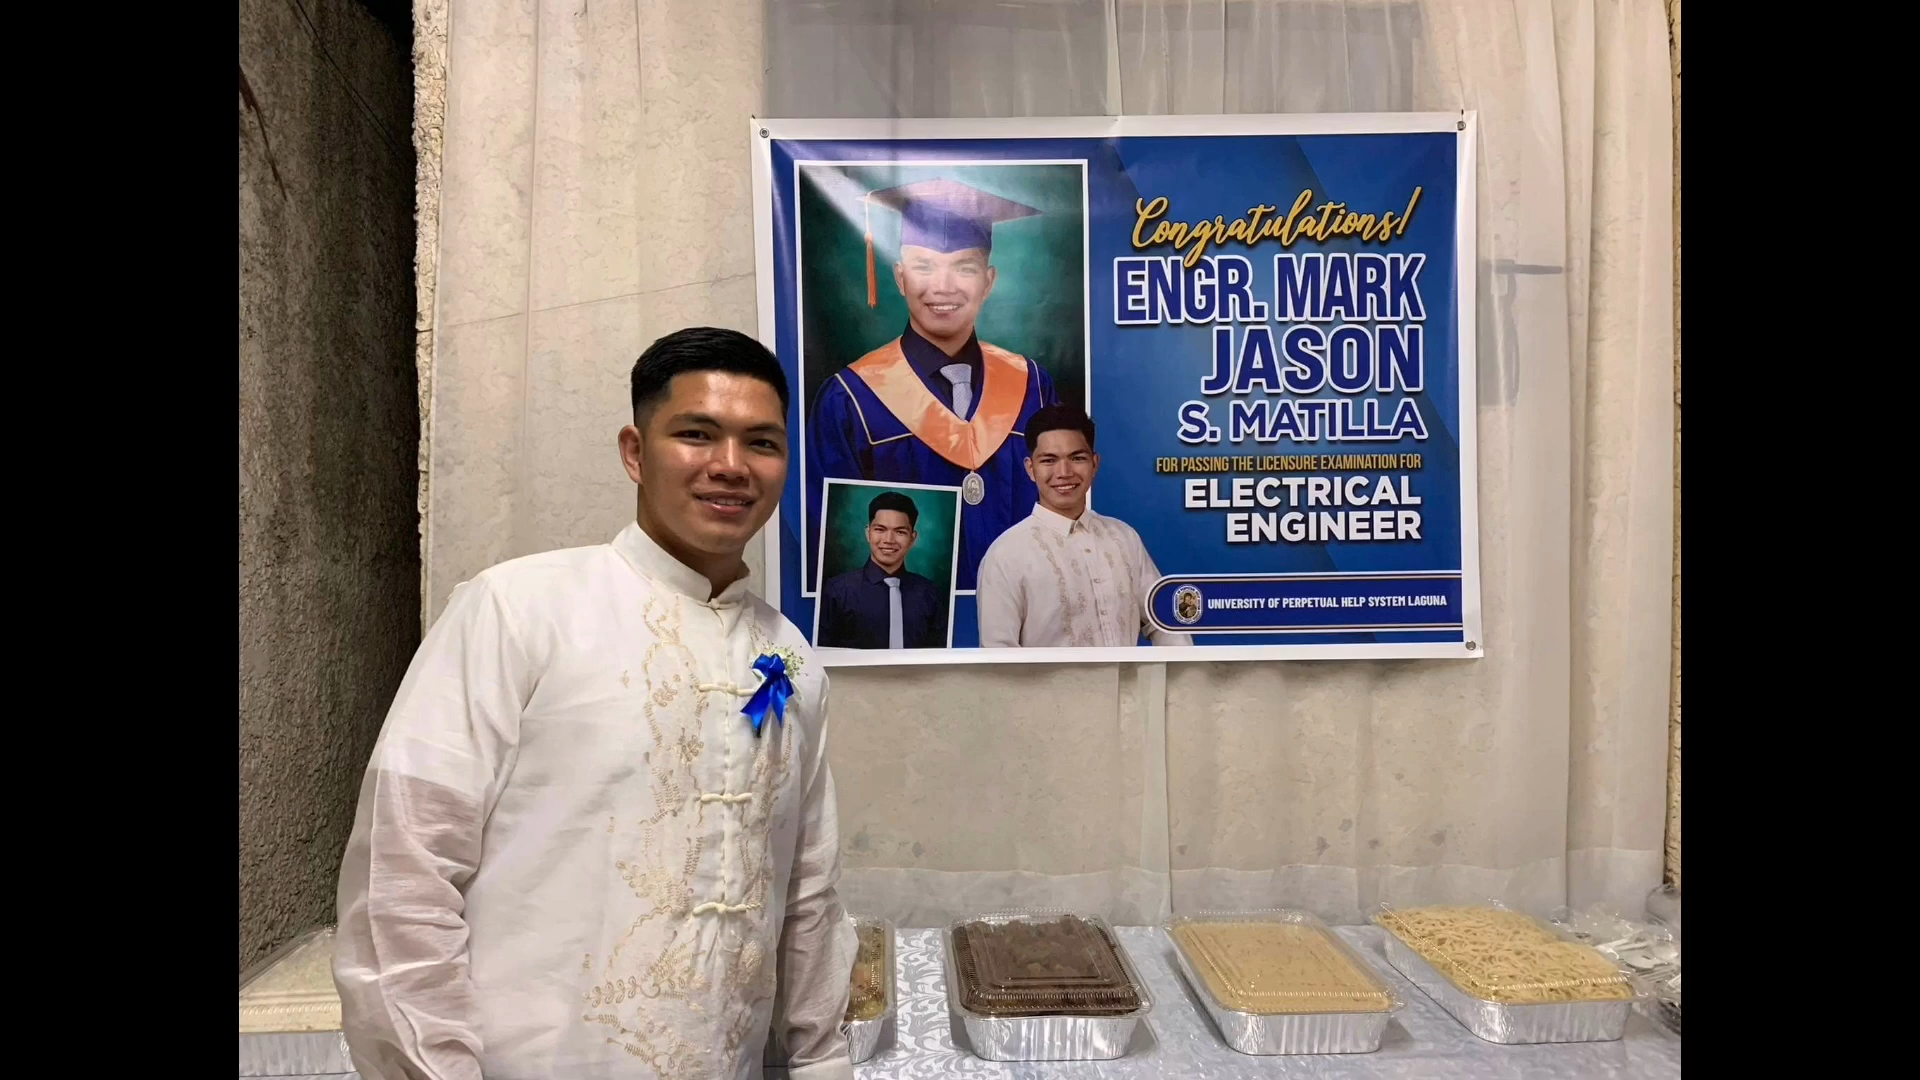 Congratulations!
ENGR. MARK
JASON
S. MATILLA
FOR PASSING THE LICENSURE EXAMINATION FOR
ELECTRICAL
ENGINEER
UNIVERSITY OF PERPETUAL HELP SYSTEM LAGUNA